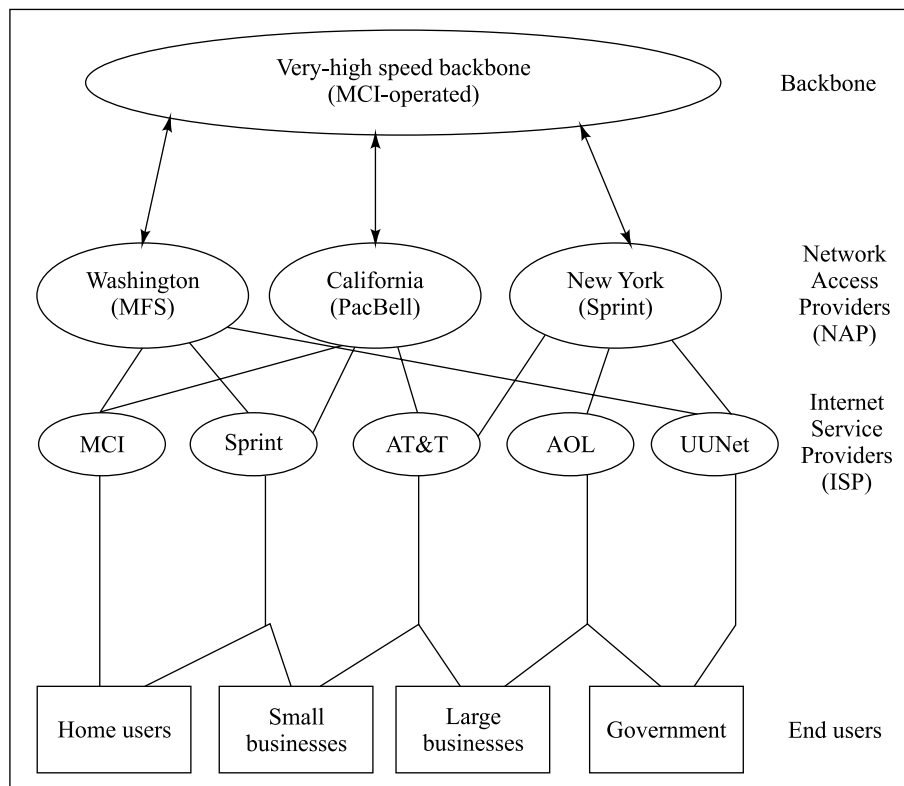 Very-high speed backbone
(MCI-operated)
Backbone
Washington
(MFS)
California
(PacBell)
New York
(Sprint)
Network
Access
Providers
(NAP)
MCI
Sprint
AT&T
AOL
UUNet
Internet
Service
Providers
(ISP)
Home users
Small
businesses
Large
businesses
Government
End users